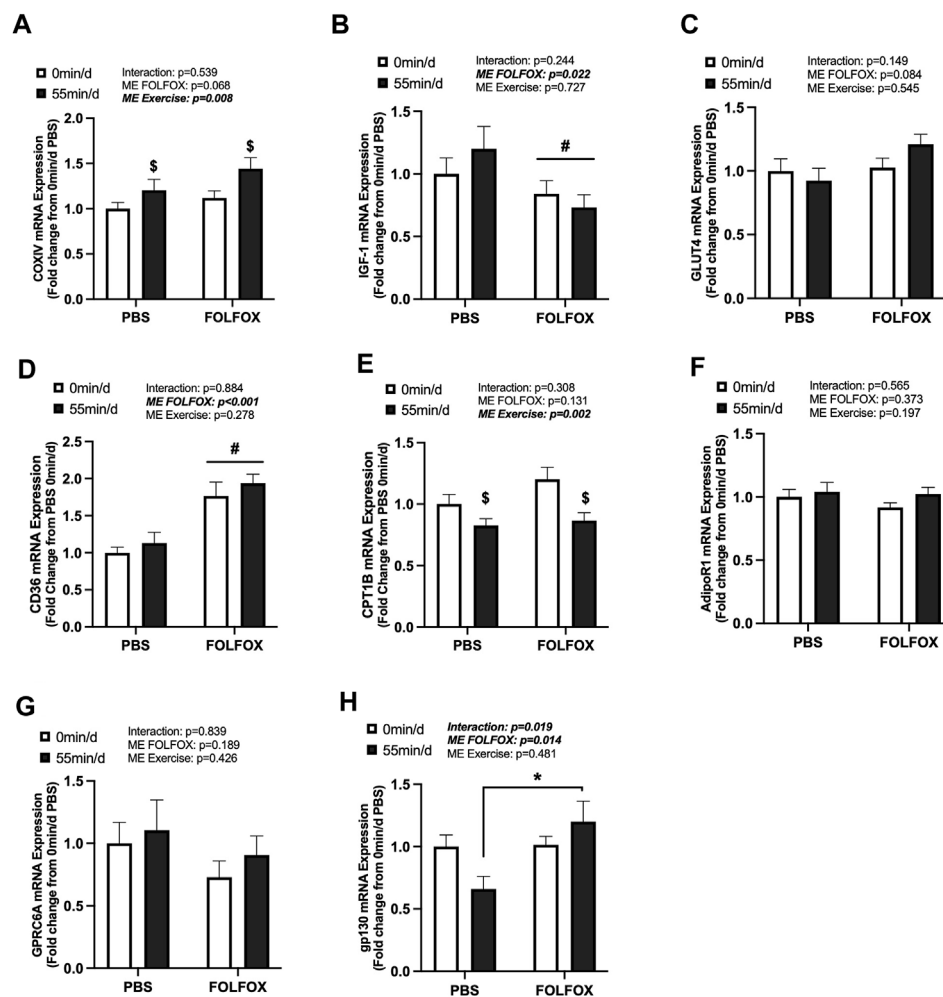 A
0min/d
55min/d
Interaction: p=0.539
ME FOLFOX: p=0.068
ME Exercise: p=0.008
COXIV mRNA Expression
(Fold change from 0min/d PBS)
2.0
1.5
1.0
0.5
0.0
$
$
PBS
FOLFOX
B
0min/d
55min/d
Interaction: p=0.244
ME FOLFOX: p=0.022
ME Exercise: p=0.727
IGF-1 mRNA Expression
(Fold change from 0min/d PBS)
1.5
1.0
0.5
0.0
#
PBS
FOLFOX
C
0min/d
55min/d
Interaction: p=0.149
ME FOLFOX: p=0.084
ME Exercise: p=0.545
GLUT4 mRNA Expression
(Fold change from 0min/d PBS)
1.5
1.0
0.5
0.0
PBS
FOLFOX
D
0min/d
55min/d
Interaction: p=0.884
ME FOLFOX: p<0.001
ME Exercise: p=0.278
CD36 mRNA Expression
(Fold Change from PBS 0min/d)
2.5
2.0
1.5
1.0
0.5
0.0
#
PBS
FOLFOX
E
0min/d
55min/d
Interaction: p=0.308
ME FOLFOX: p=0.131
ME Exercise: p=0.002
CPT1B mRNA Expression
(Fold Change from PBS 0min/d)
1.5
1.0
0.5
0.0
$
$
PBS
FOLFOX
F
0min/d
55min/d
Interaction: p=0.565
ME FOLFOX: p=0.373
ME Exercise: p=0.197
AdipoR1 mRNA Expression
(Fold change from 0min/d PBS)
1.5
1.0
0.5
0.0
PBS
FOLFOX
G
0min/d
55min/d
Interaction: p=0.839
ME FOLFOX: p=0.189
ME Exercise: p=0.426
GPRC6A mRNA Expression
(Fold change from 0min/d PBS)
1.5
1.0
0.5
0.0
PBS
FOLFOX
H
0min/d
55min/d
Interaction: p=0.019
ME FOLFOX: p=0.014
ME Exercise: p=0.481
gp130 mRNA Expression
(Fold change from 0min/d PBS)
1.5
1.0
0.5
0.0
*
PBS
FOLFOX